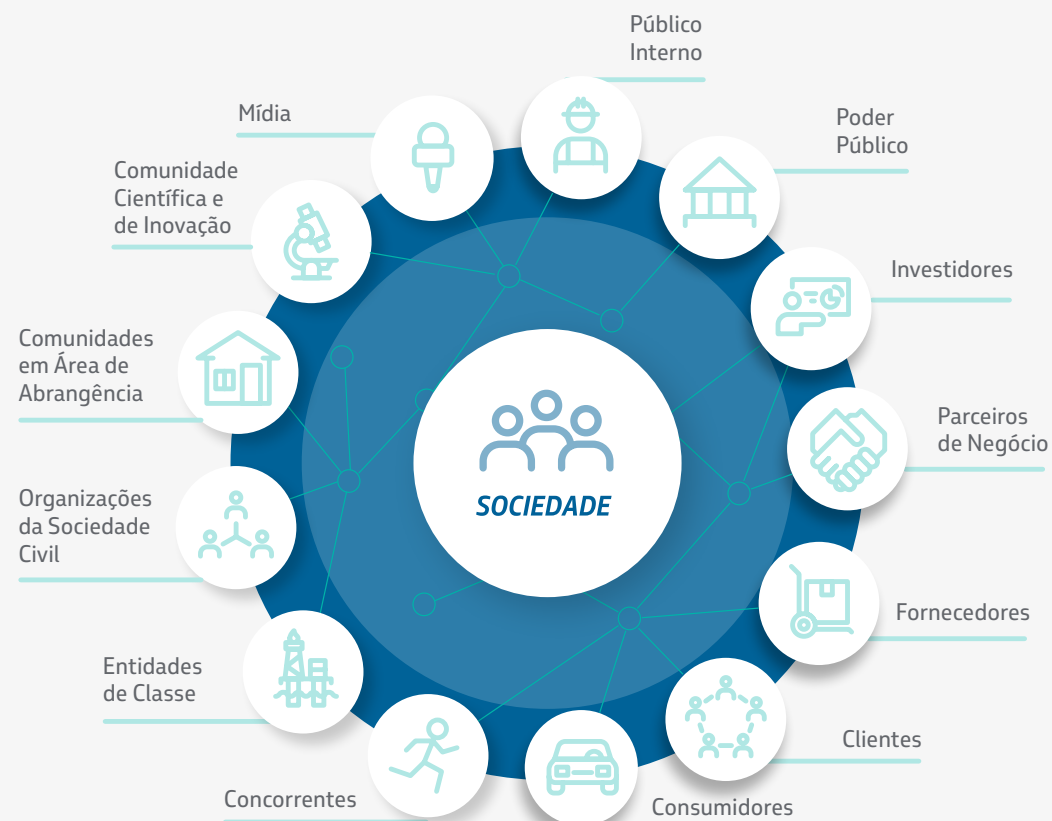 Público
Interno
Poder
Público
Investidores
Parceiros
de Negócio
Fornecedores
Clientes
Consumidores
Concorrentes
Entidades
de Classe
Organizações
da Sociedade
Civil
Comunidades
em Área de
Abrangência
Comunidade
Científica e
de Inovação
Mídia
SOCIEDADE